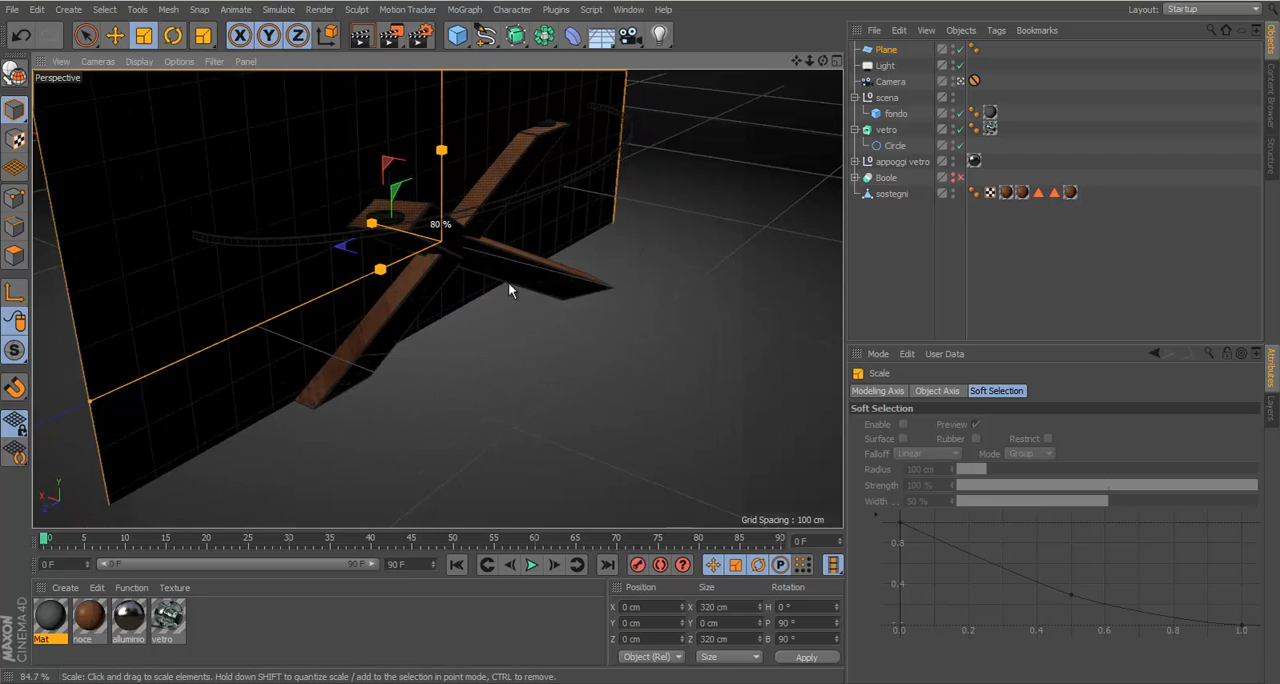 File Edit Create Select Tools Mesh Snap Animate Simulate Render Sculpt Motion Tracker MoGraph Character Plugins Script Window Help Layout: Startup
X Y Z
View Cameras Display Options Filter Panel
File Edit View Objects Tags Bookmarks
Perspective
Plane
Light
Camera
scena
fondo
vetro
Circle
appoggi vetro
Boole
sostegni
80 %
Objects
Content Browser
Structure
Mode Edit User Data
Scale
Modeling Axis Object Axis Soft Selection
Soft Selection
Enable Preview
Surface Rubber Restrict
Falloff Linear Mode Group
Radius 100 cm
Strength 100 %
Width 50 %
0.8
0.4
0.0 0.2 0.4 0.6 0.8 1.0
Attributes
Layers
Grid Spacing : 100 cm
0 5 10 15 20 25 30 35 40 45 50 55 60 65 70 75 80 85 90 0 F
0 F 0 F 90 F 90 F
Create Edit Function Texture
Mat noce alluminio vetro
Position Size Rotation
X 0 cm X 320 cm H 0 °
Y 0 cm Y 0 cm P 90 °
Z 0 cm Z 320 cm B 90 °
Object (Rel) Size Apply
MAXON CINEMA 4D
84.7 % Scale: Click and drag to scale elements. Hold down SHIFT to quantize scale / add to the selection in point mode, CTRL to remove.